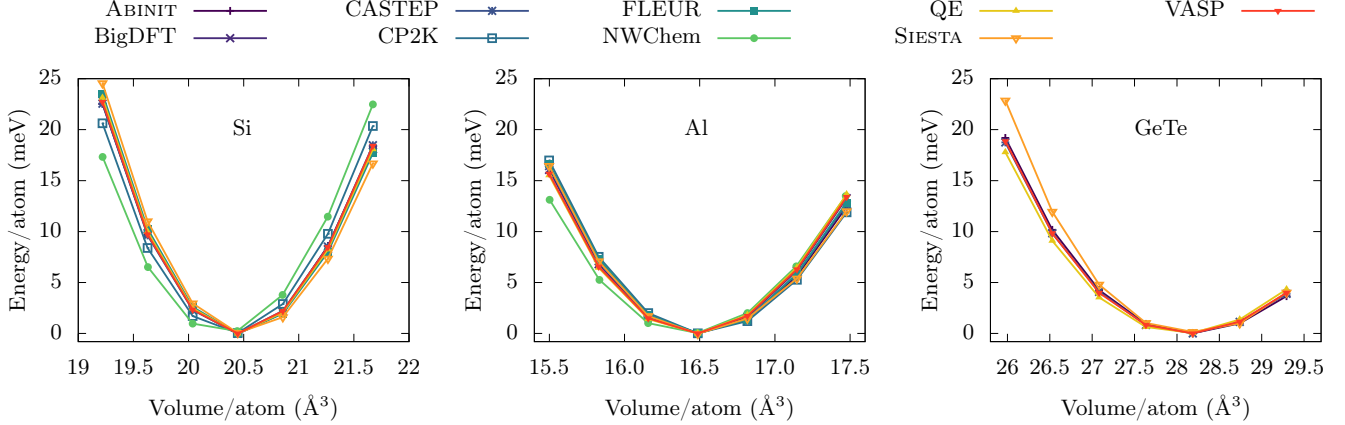 ABINIT CASTEP FLEUR QE VASP
BigDFT CP2K NWChem SIESTA
Energy/atom (meV)
25
20
15
10
5
0
Si
19 19.5 20 20.5 21 21.5 22
Volume/atom (Å³)
Energy/atom (meV)
25
20
15
10
5
0
Al
15.5 16.0 16.5 17.0 17.5
Volume/atom (Å³)
Energy/atom (meV)
25
20
15
10
5
0
GeTe
26 26.5 27 27.5 28 28.5 29 29.5
Volume/atom (Å³)